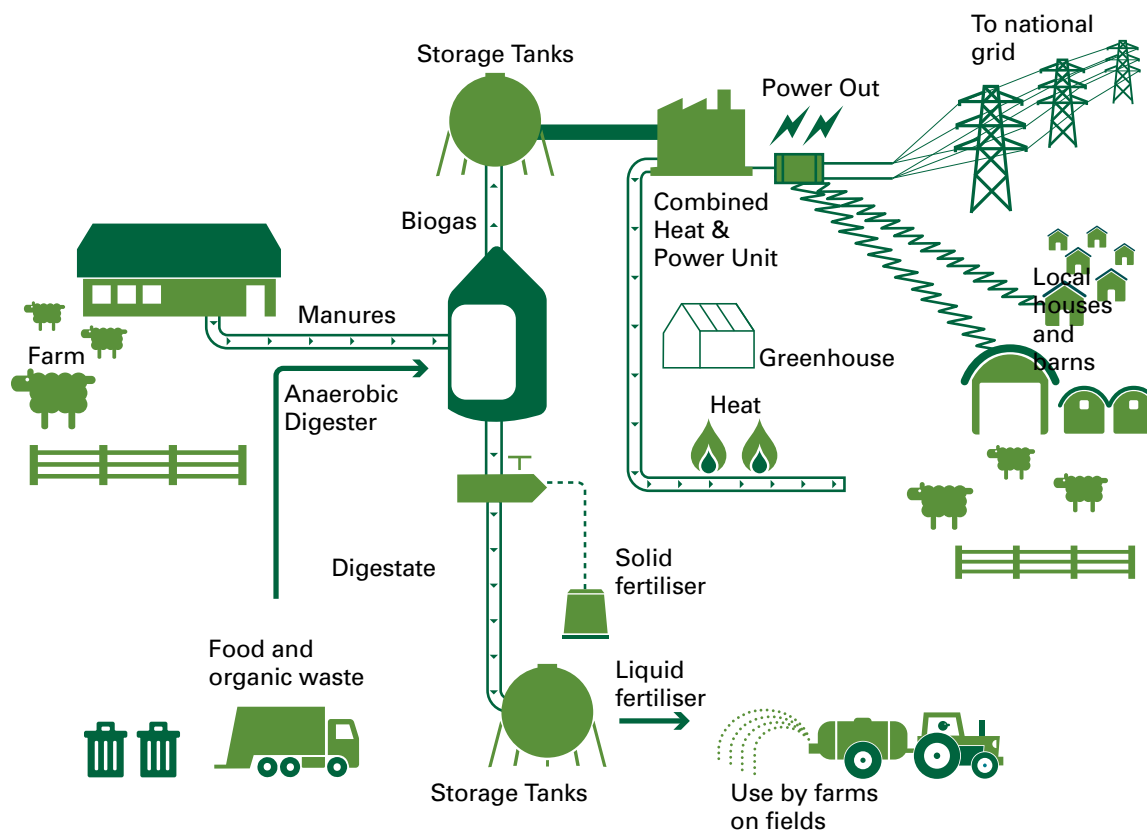 To national
grid
Storage Tanks
Power Out
Biogas
Combined
Heat &
Power Unit
Manures
Local
houses
and
barns
Farm
Greenhouse
Anaerobic
Digester
Heat
Digestate
Solid
fertiliser
Food and
organic waste
Liquid
fertiliser
Storage Tanks
Use by farms
on fields